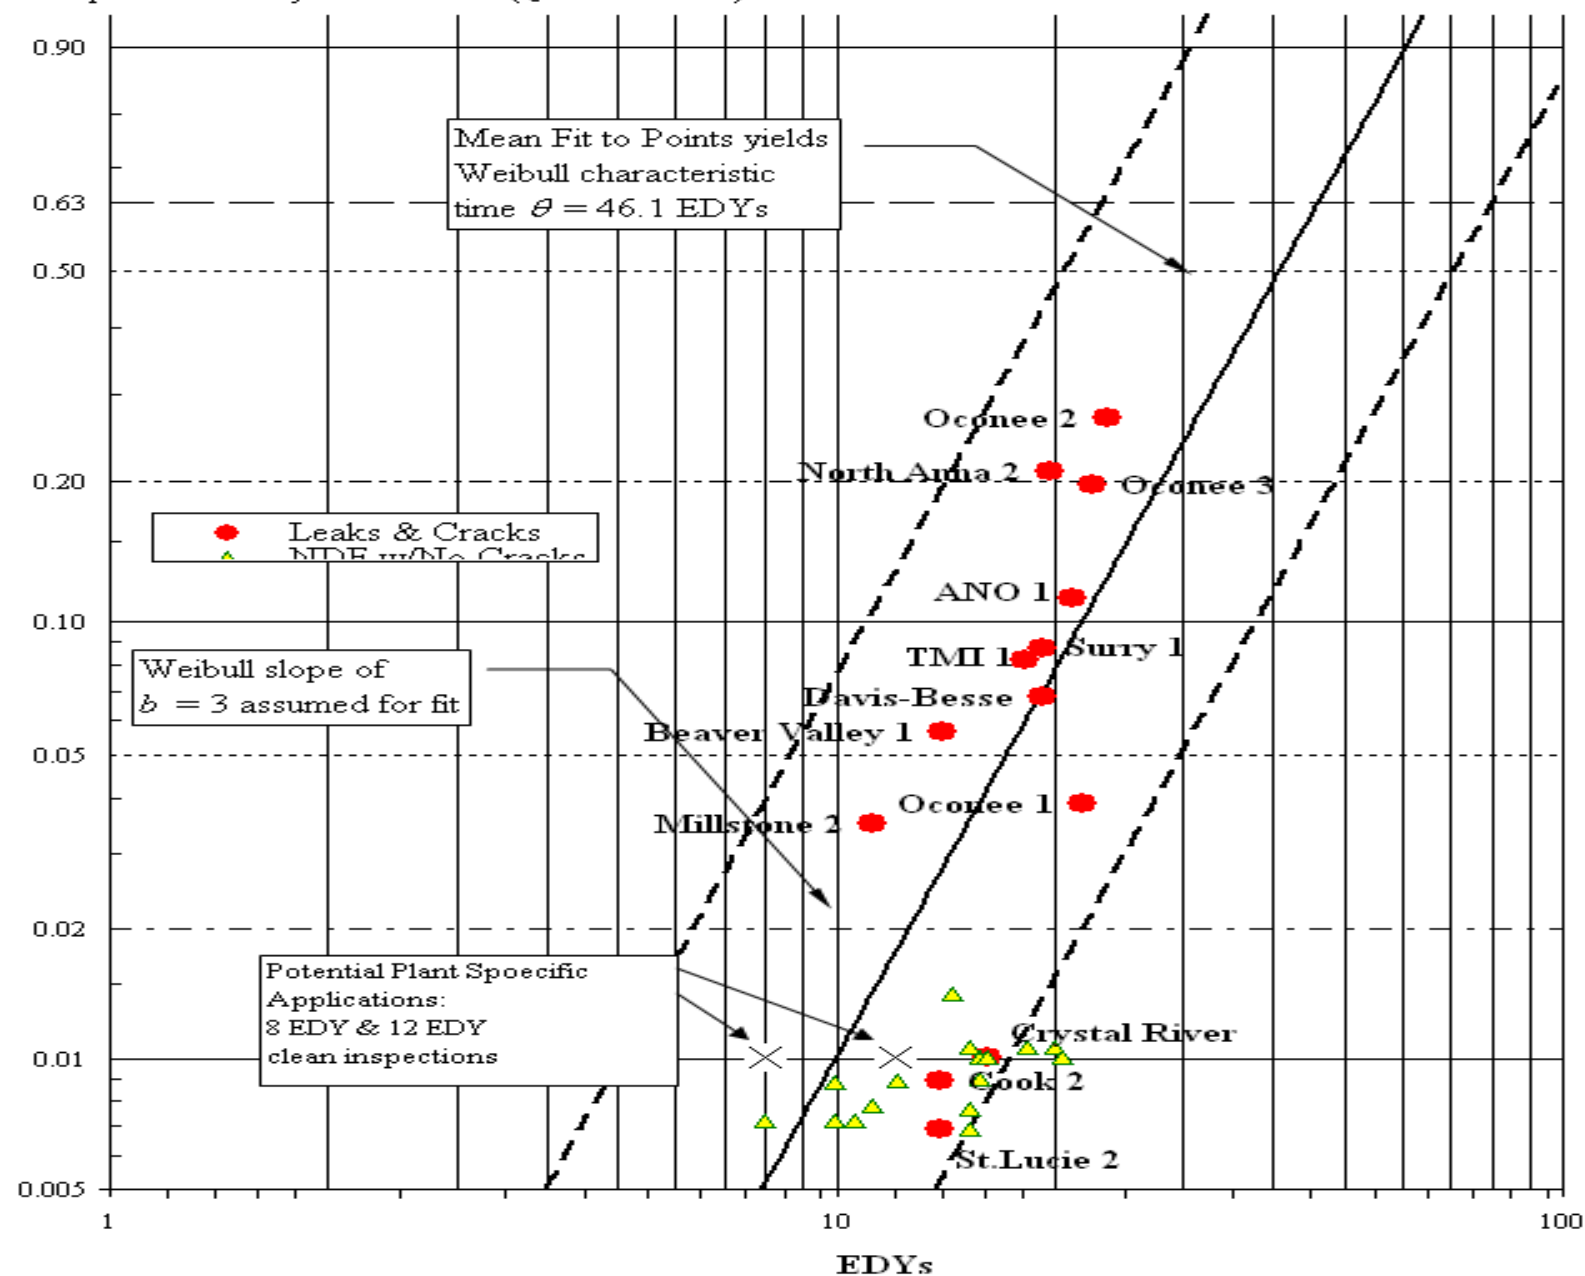 0.90
Mean Fit to Points yields
Weibull characteristic
time θ = 46.1 EDYs
0.63
0.50
Oconee 2
North Anna 2
0.20
Oconee 3
Leaks & Cracks
NDE w/No Cracks
ANO 1
0.10
Surry 1
TMI 1
Weibull slope of
b = 3 assumed for fit
Davis-Besse
Beaver Valley 1
0.05
Oconee 1
Millstone 2
0.02
Potential Plant Spoecific
Applications:
8 EDY & 12 EDY
clean inspections
Crystal River
0.01
Cook 2
St.Lucie 2
0.005
1
10
100
EDYs